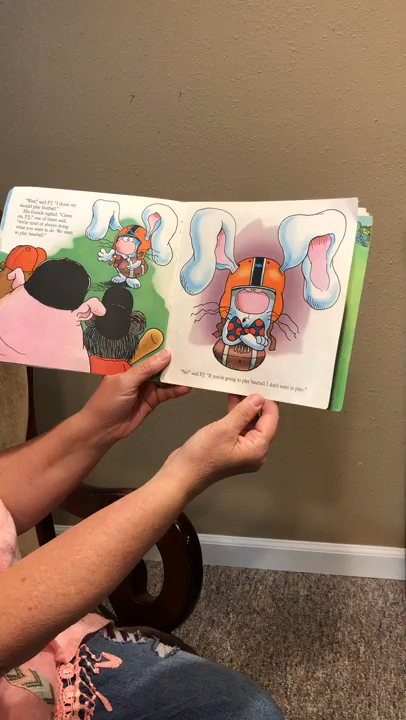 "Wait," said P.J. "I think we
should play football."
His friends sighed. "Come
on, P.J.," one of them said,
"we're tired of always doing
what you want to do. We want
to play baseball."
"No!" said P.J. "If you're going to play baseball I don't want to play."